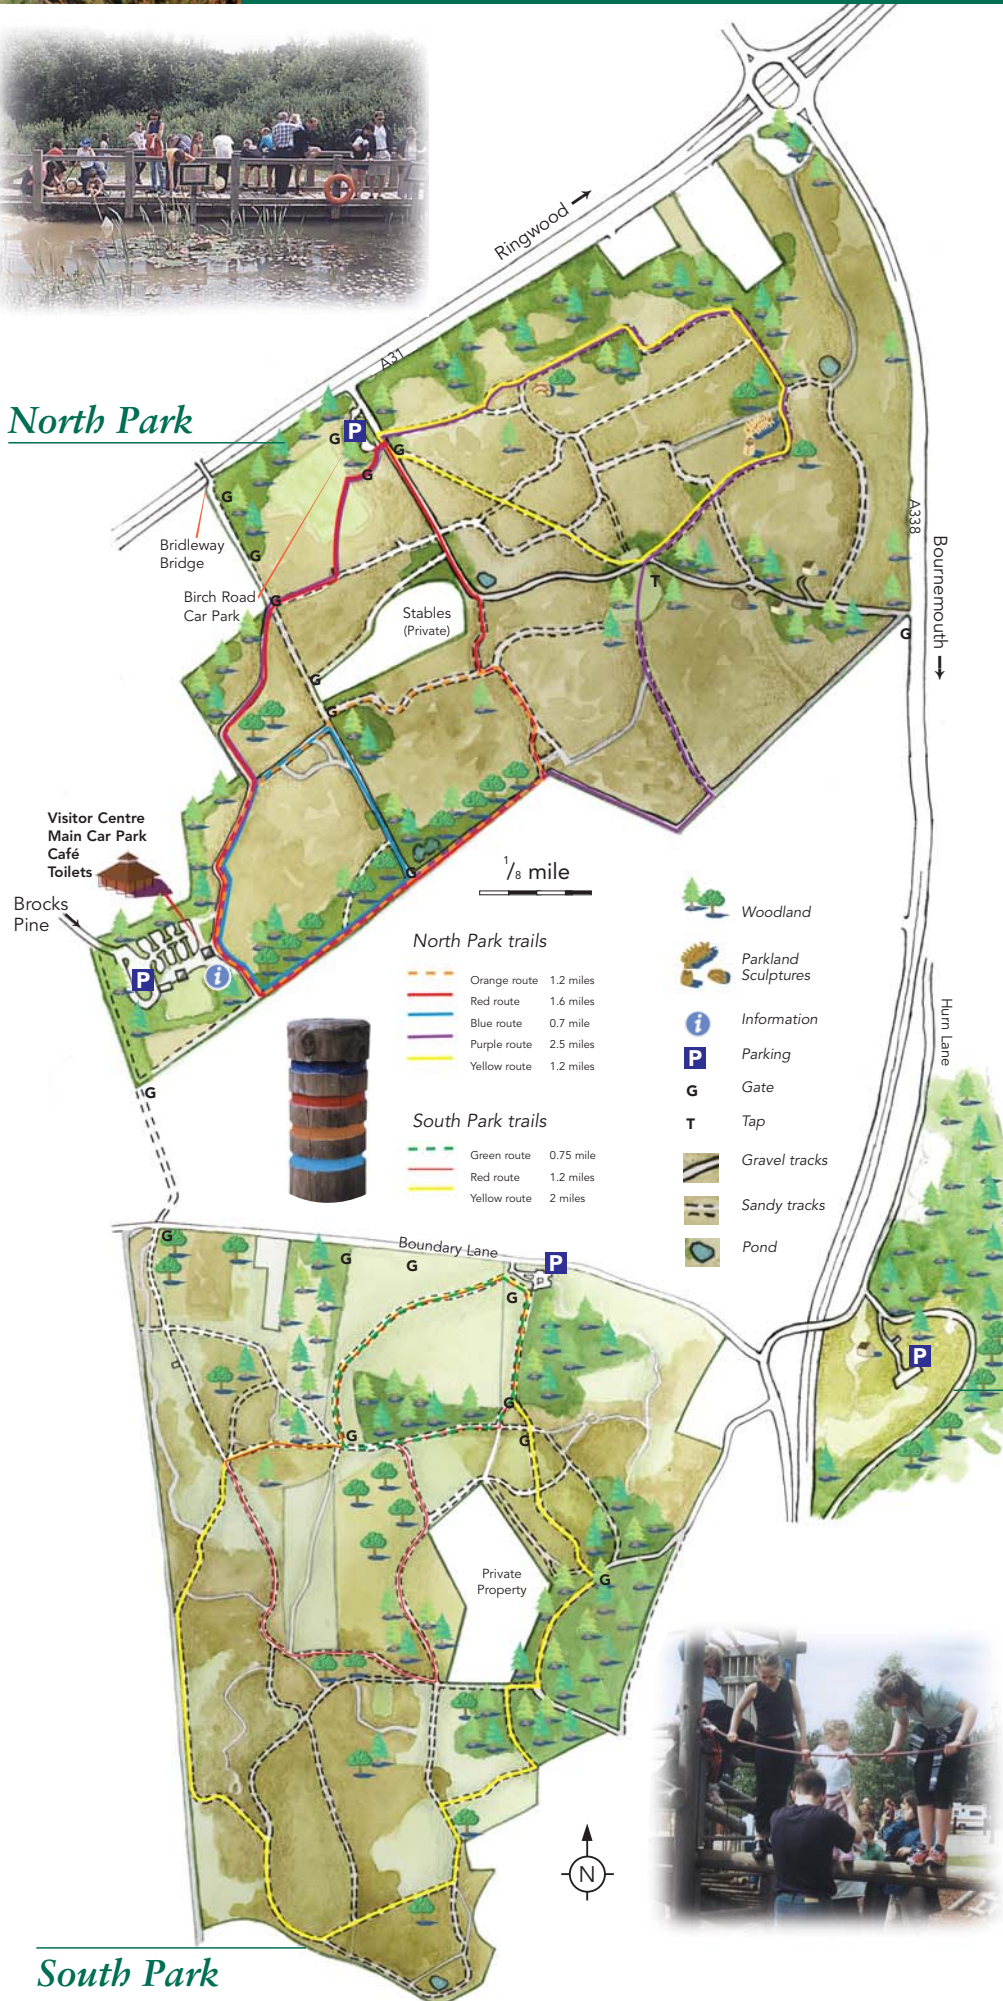 Ringwood
A31
North Park
G
P
G
G
G
Bridleway
Bridge
G
A338
Bournemouth
Birch Road
Car Park
G
Stables
(Private)
T
G
G
G
Visitor Centre
Main Car Park
Café
Toilets
Brocks
Pine
G
P
i
G
1/8 mile
North Park trails
Orange route 1.2 miles
Red route 1.6 miles
Blue route 0.7 mile
Purple route 2.5 miles
Yellow route 1.2 miles
South Park trails
Green route 0.75 mile
Red route 1.2 miles
Yellow route 2 miles
Woodland
Parkland
Sculptures
i Information
P Parking
G Gate
T Tap
Gravel tracks
Sandy tracks
Pond
Hurn Lane
G
G
G
Boundary Lane
P
P
G
P
G
G
G
Private
Property
G
N
South Park